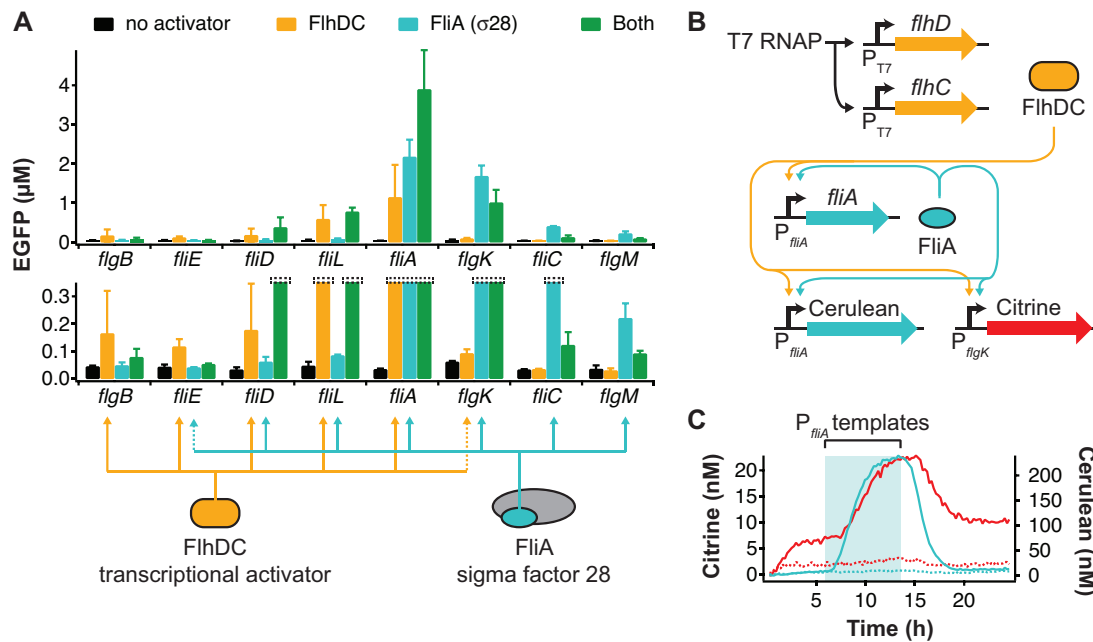 A
no activator FlhDC FliA (σ28) Both
EGFP (µM)
4
2
1
0
flgB fliE fliD fliL fliA flgK fliC flgM
0.3
0.2
0.1
0.0
flgB fliE fliD fliL fliA flgK fliC flgM
FlhDC
transcriptional activator
FliA
sigma factor 28
B
T7 RNAP
flhD
PT7
flhC
PT7
FlhDC
fliA
PfliA
FliA
Cerulean
PfliA
Citrine
PflgK
C
PfliA templates
Citrine (nM)
20
15
10
5
0
Cerulean (nM)
200
150
100
50
0
5 10 15 20
Time (h)